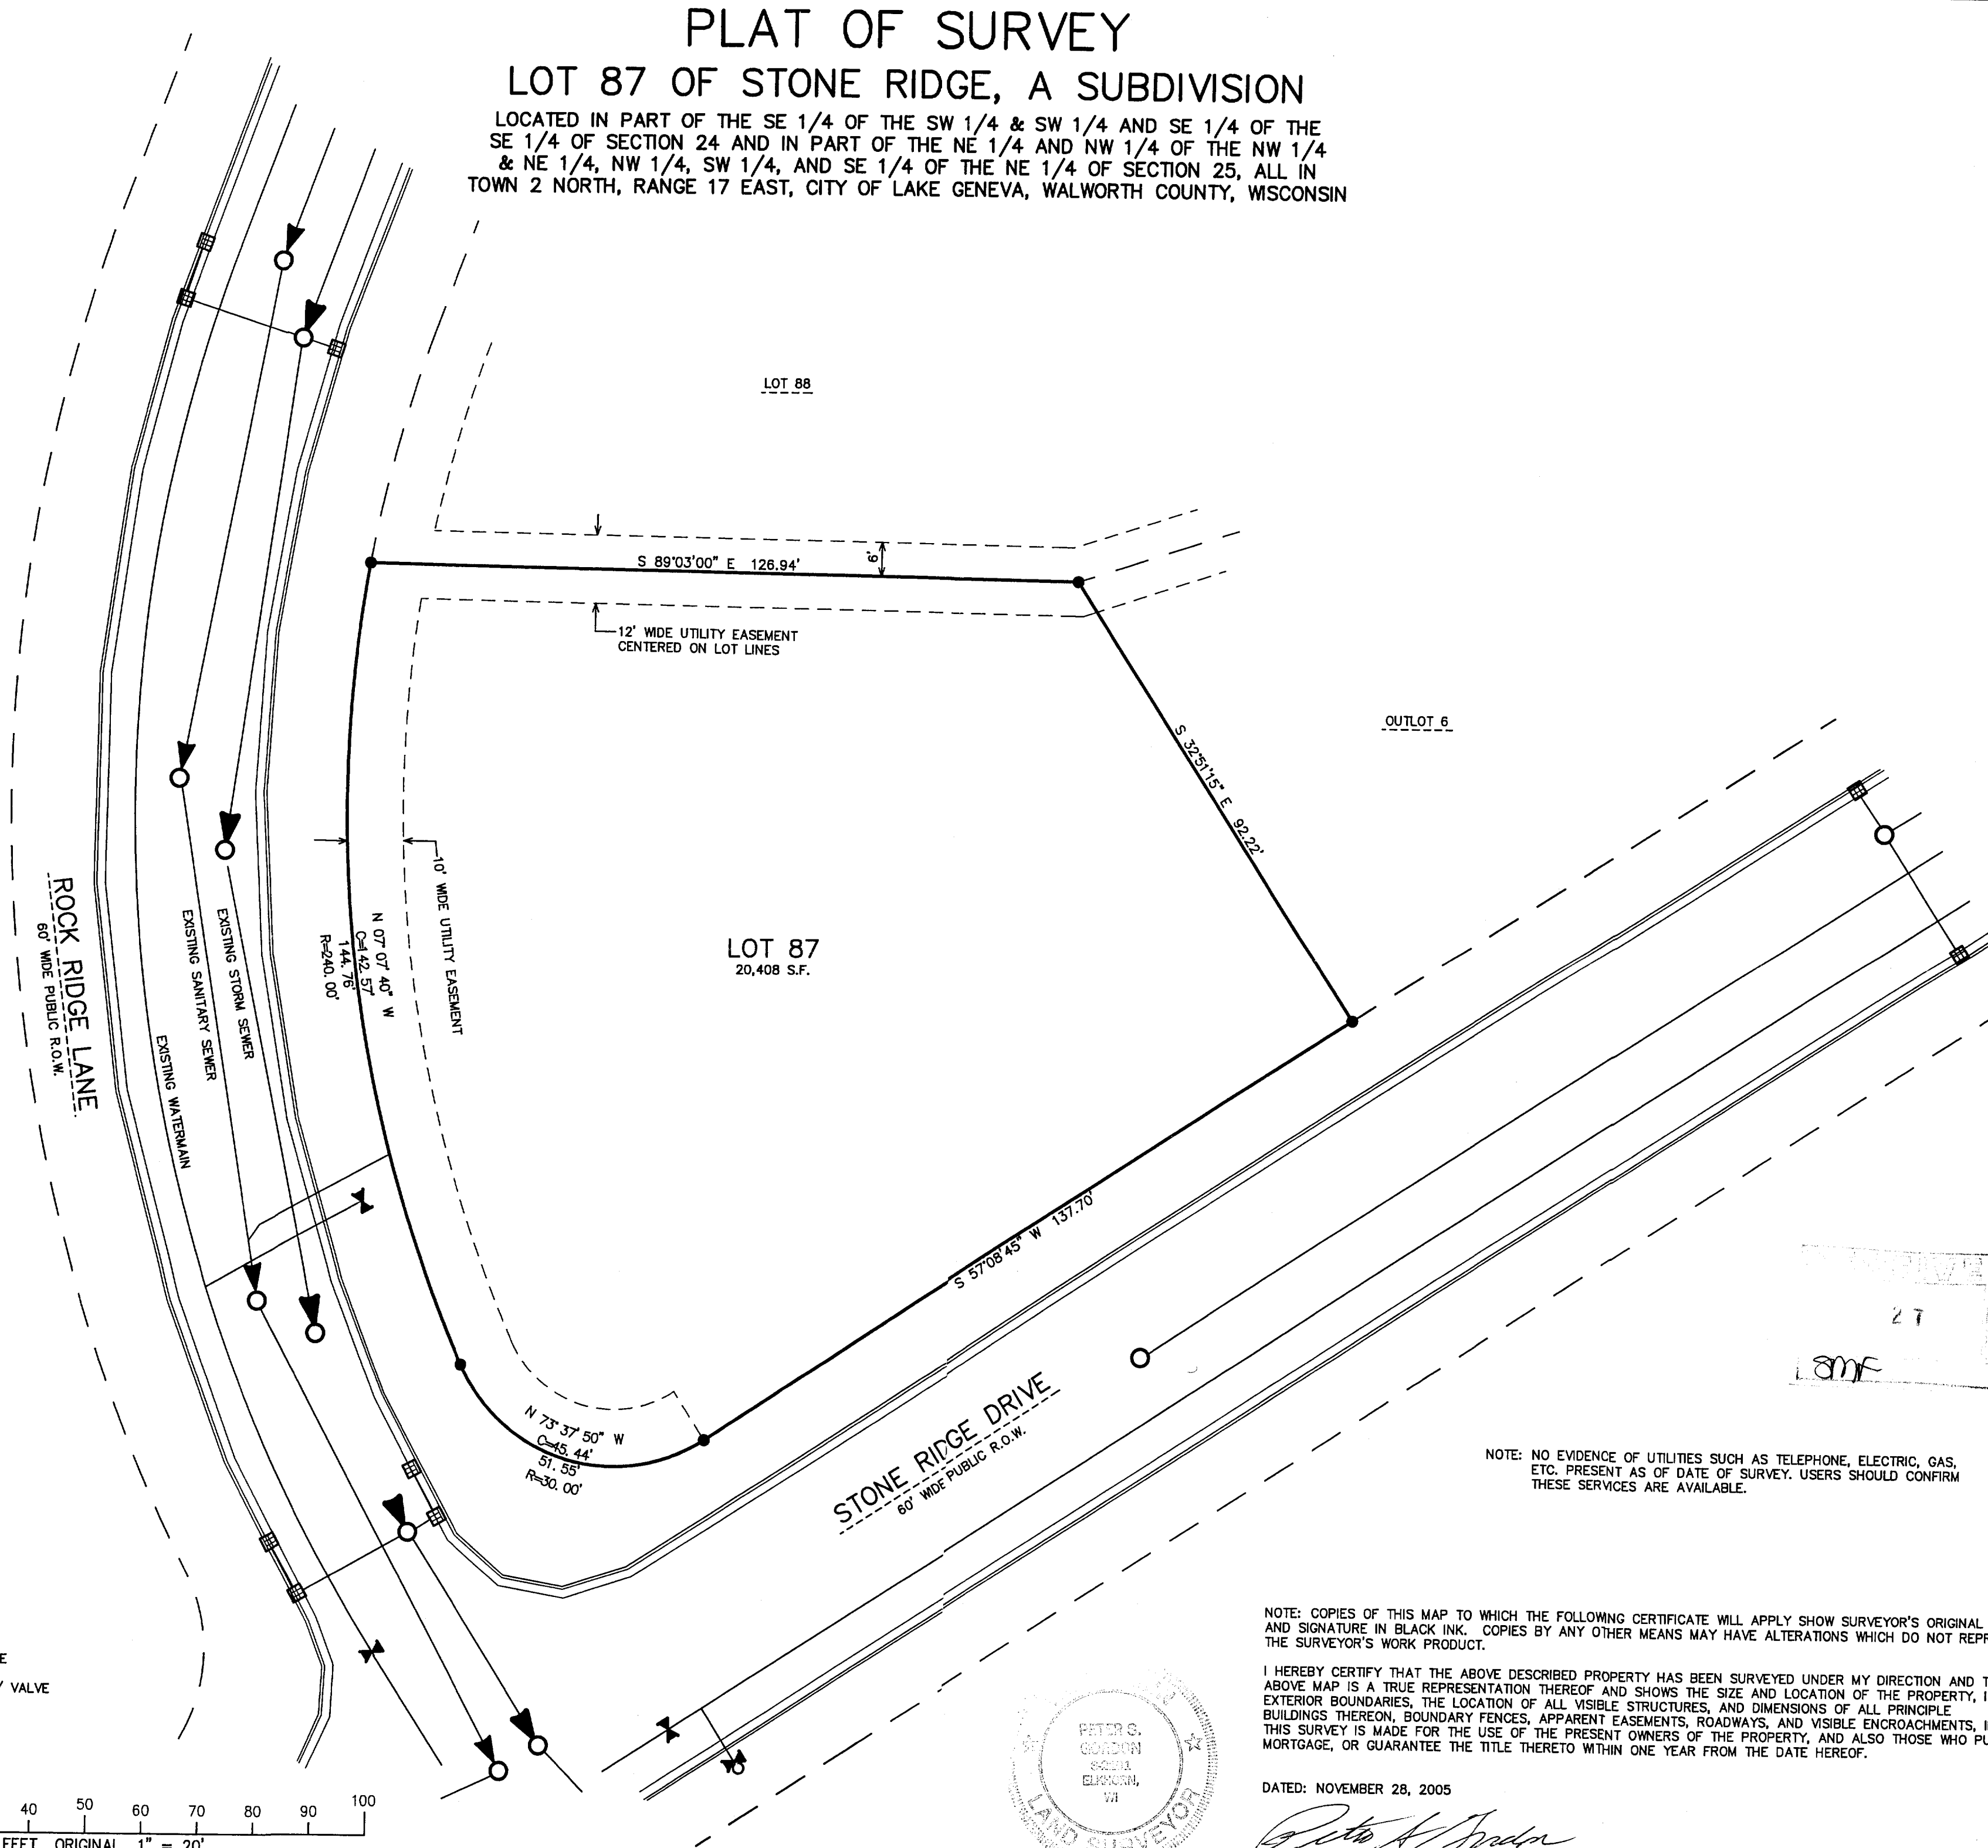 PLAT OF SURVEY
LOT 87 OF STONE RIDGE, A SUBDIVISION
LOCATED IN PART OF THE SE 1/4 OF THE SW 1/4 & SW 1/4 AND SE 1/4 OF THE
SE 1/4 OF SECTION 24 AND IN PART OF THE NE 1/4 AND NW 1/4 OF THE NW 1/4
& NE 1/4, NW 1/4, SW 1/4, AND SE 1/4 OF THE NE 1/4 OF SECTION 25, ALL IN
TOWN 2 NORTH, RANGE 17 EAST, CITY OF LAKE GENEVA, WALWORTH COUNTY, WISCONSIN
LOT 88
S 89°03'00" E 126.94'
6'
12' WIDE UTILITY EASEMENT
CENTERED ON LOT LINES
OUTLOT 6
S 32°51'15" E 92.22'
10' WIDE UTILITY EASEMENT
N 07° 07' 40" W
C=142.57'
144.76'
R=240.00'
LOT 87
20,408 S.F.
ROCK RIDGE LANE
60' WIDE PUBLIC R.O.W.
EXISTING STORM SEWER
EXISTING SANITARY SEWER
EXISTING WATERMAIN
S 57°08'45" W 137.70'
N 73° 37' 50" W
C=45.44'
51.55'
R=30.00'
STONE RIDGE DRIVE
60' WIDE PUBLIC R.O.W.
27
SMF
NOTE: NO EVIDENCE OF UTILITIES SUCH AS TELEPHONE, ELECTRIC, GAS,
ETC. PRESENT AS OF DATE OF SURVEY. USERS SHOULD CONFIRM
THESE SERVICES ARE AVAILABLE.
NOTE: COPIES OF THIS MAP TO WHICH THE FOLLOWING CERTIFICATE WILL APPLY SHOW SURVEYOR'S ORIGINAL
AND SIGNATURE IN BLACK INK. COPIES BY ANY OTHER MEANS MAY HAVE ALTERATIONS WHICH DO NOT REPR
THE SURVEYOR'S WORK PRODUCT.
I HEREBY CERTIFY THAT THE ABOVE DESCRIBED PROPERTY HAS BEEN SURVEYED UNDER MY DIRECTION AND T
ABOVE MAP IS A TRUE REPRESENTATION THEREOF AND SHOWS THE SIZE AND LOCATION OF THE PROPERTY, I
EXTERIOR BOUNDARIES, THE LOCATION OF ALL VISIBLE STRUCTURES, AND DIMENSIONS OF ALL PRINCIPLE
BUILDINGS THEREON, BOUNDARY FENCES, APPARENT EASEMENTS, ROADWAYS, AND VISIBLE ENCROACHMENTS, I
THIS SURVEY IS MADE FOR THE USE OF THE PRESENT OWNERS OF THE PROPERTY, AND ALSO THOSE WHO PU
MORTGAGE, OR GUARANTEE THE TITLE THERETO WITHIN ONE YEAR FROM THE DATE HEREOF.
PETER S.
GORDON
ELKHORN,
WI
LAND SURVEYOR
DATED: NOVEMBER 28, 2005
E
VALVE
40 50 60 70 80 90 100
FEET ORIGINAL 1" = 20'